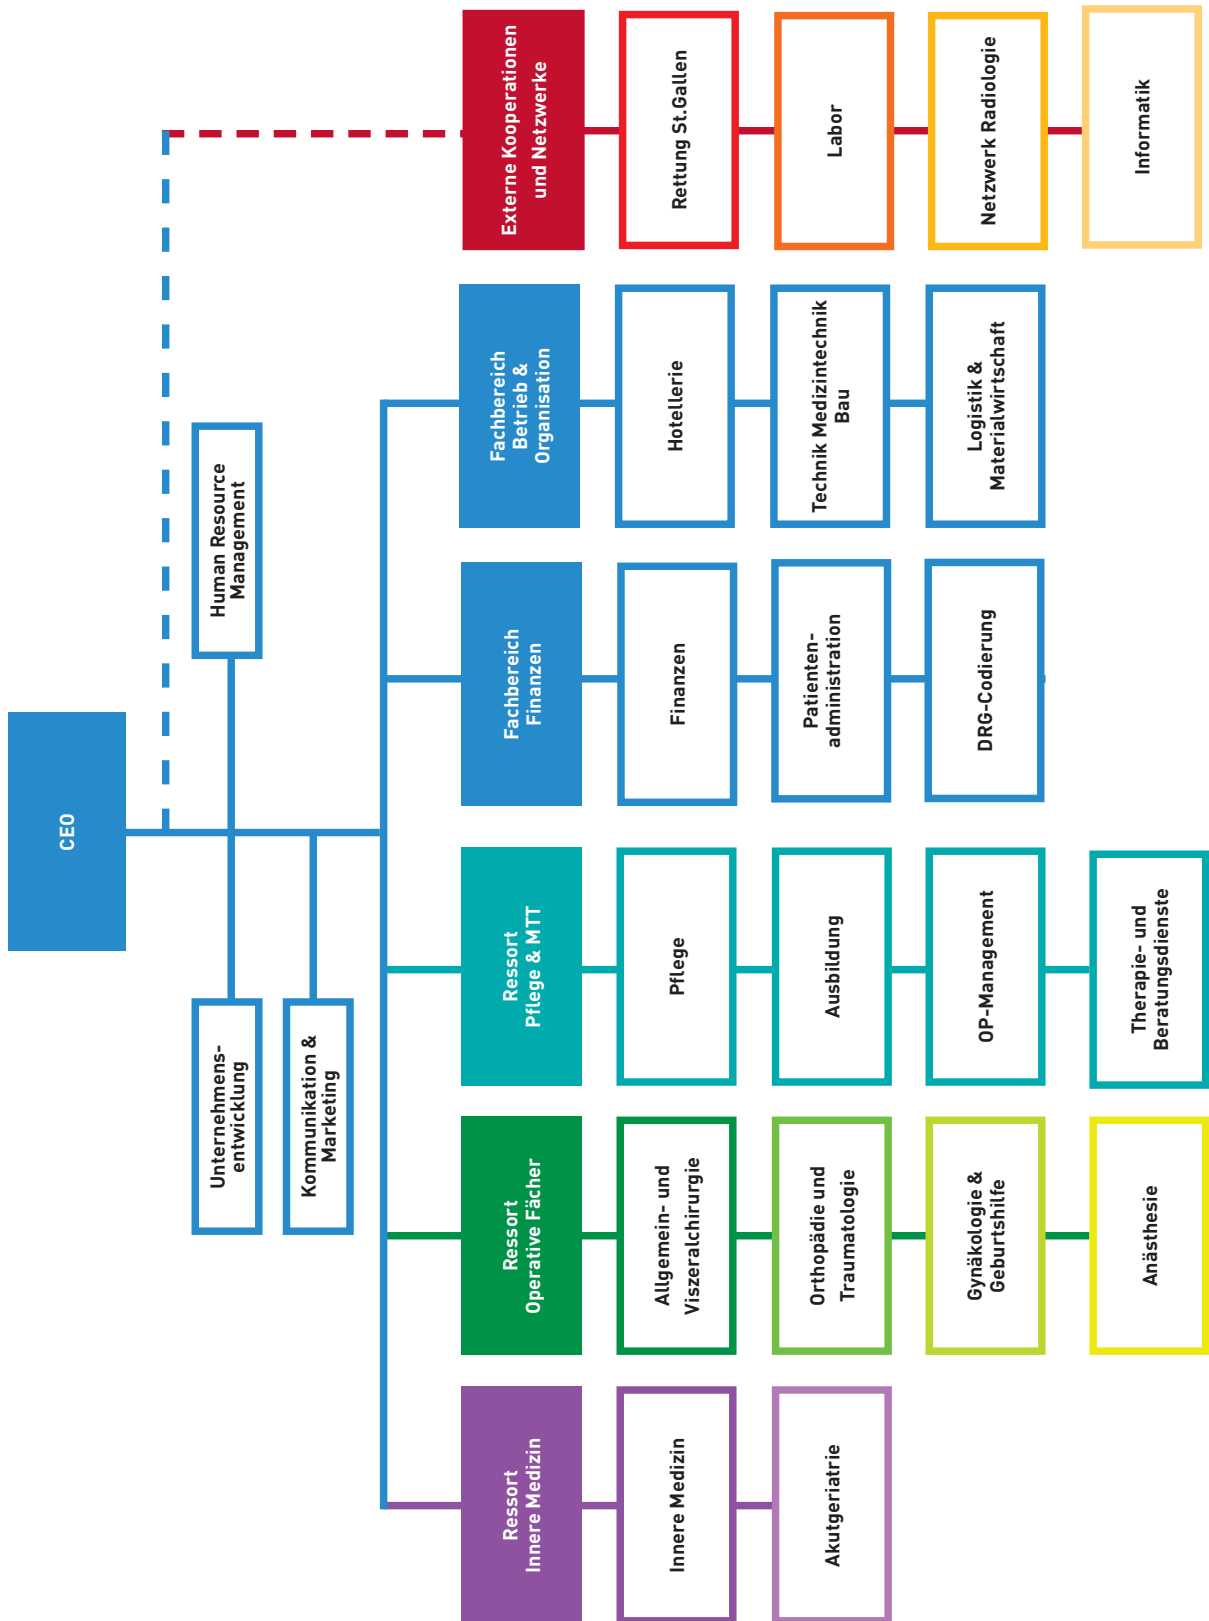 CEO
Unternehmens-
entwicklung
Human Resource
Management
Kommunikation &
Marketing
Ressort
Innere Medizin
Innere Medizin
Akutgeriatrie
Ressort
Operative Fächer
Allgemein- und
Viszeralchirurgie
Orthopädie und
Traumatologie
Gynäkologie &
Geburtshilfe
Anästhesie
Ressort
Pflege & MTT
Pflege
Ausbildung
OP-Management
Therapie- und
Beratungsdienste
Fachbereich
Finanzen
Finanzen
Patienten-
administration
DRG-Codierung
Fachbereich
Betrieb &
Organisation
Hotellerie
Technik Medizintechnik
Bau
Logistik &
Materialwirtschaft
Externe Kooperationen
und Netzwerke
Rettung St.Gallen
Labor
Netzwerk Radiologie
Informatik